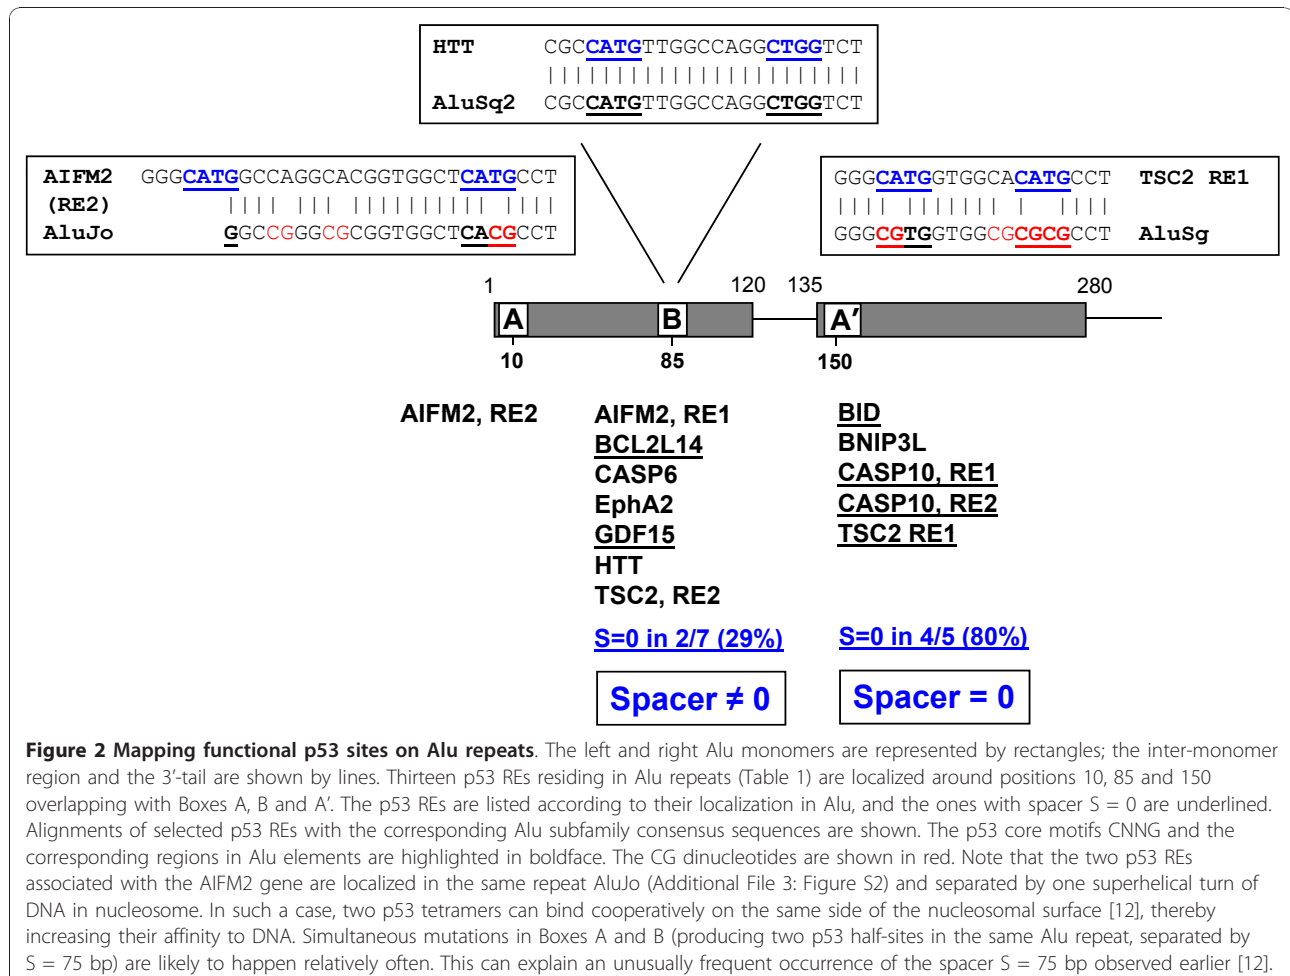 HTT CGCCATGTTGGCCAGGCTGGTCT
||||||||||||||||||||||
AluSq2 CGCCATGTTGGCCAGGCTGGTCT
AIFM2 GGGCATGGCCAGGCACGGTGGCTCATGCCT
(RE2) |||| ||| ||||||||||| ||||
AluJo GGCCGGGCGCGGTGGCTCACGCCT
GGGCATGGTGGCACATGCCT TSC2 RE1
|||| ||||||| | ||||
GGGCGTGGTGGCGCGCGCCT AluSg
1 120 135 280
A B A′
10 85 150
AIFM2, RE2
AIFM2, RE1
BCL2L14
CASP6
EphA2
GDF15
HTT
TSC2, RE2
S=0 in 2/7 (29%)
Spacer ≠ 0
BID
BNIP3L
CASP10, RE1
CASP10, RE2
TSC2 RE1
S=0 in 4/5 (80%)
Spacer = 0
Figure 2 Mapping functional p53 sites on Alu repeats. The left and right Alu monomers are represented by rectangles; the inter-monomer
region and the 3′-tail are shown by lines. Thirteen p53 REs residing in Alu repeats (Table 1) are localized around positions 10, 85 and 150
overlapping with Boxes A, B and A′. The p53 REs are listed according to their localization in Alu, and the ones with spacer S = 0 are underlined.
Alignments of selected p53 REs with the corresponding Alu subfamily consensus sequences are shown. The p53 core motifs CNNG and the
corresponding regions in Alu elements are highlighted in boldface. The CG dinucleotides are shown in red. Note that the two p53 REs
associated with the AIFM2 gene are localized in the same repeat AluJo (Additional File 3: Figure S2) and separated by one superhelical turn of
DNA in nucleosome. In such a case, two p53 tetramers can bind cooperatively on the same side of the nucleosomal surface [12], thereby
increasing their affinity to DNA. Simultaneous mutations in Boxes A and B (producing two p53 half-sites in the same Alu repeat, separated by
S = 75 bp) are likely to happen relatively often. This can explain an unusually frequent occurrence of the spacer S = 75 bp observed earlier [12].